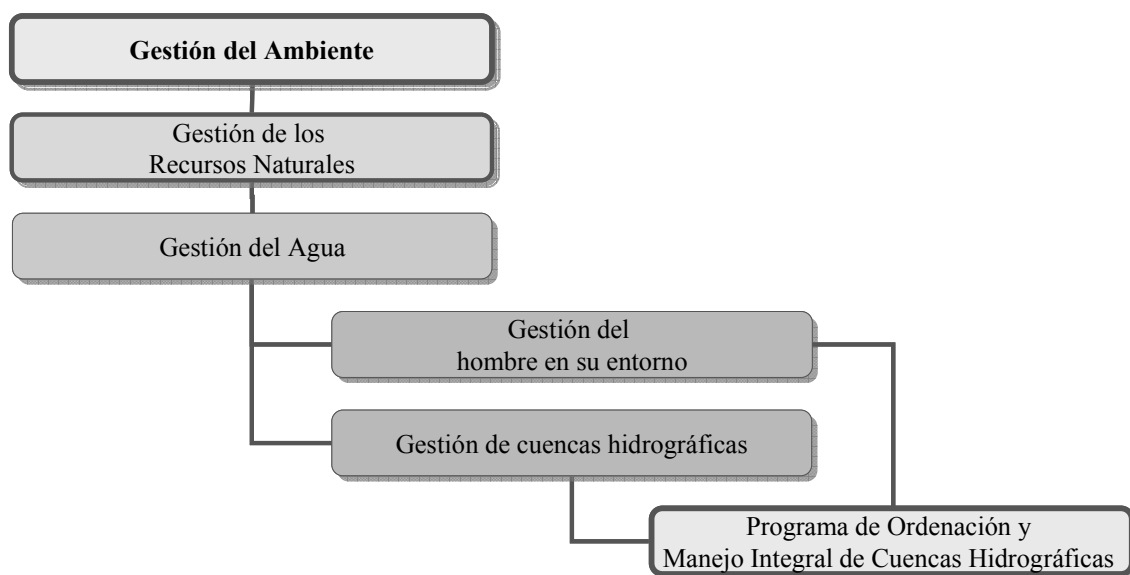 Gestión del Ambiente
Gestión de los
Recursos Naturales
Gestión del Agua
Gestión del
hombre en su entorno
Gestión de cuencas hidrográficas
Programa de Ordenación y
Manejo Integral de Cuencas Hidrográficas